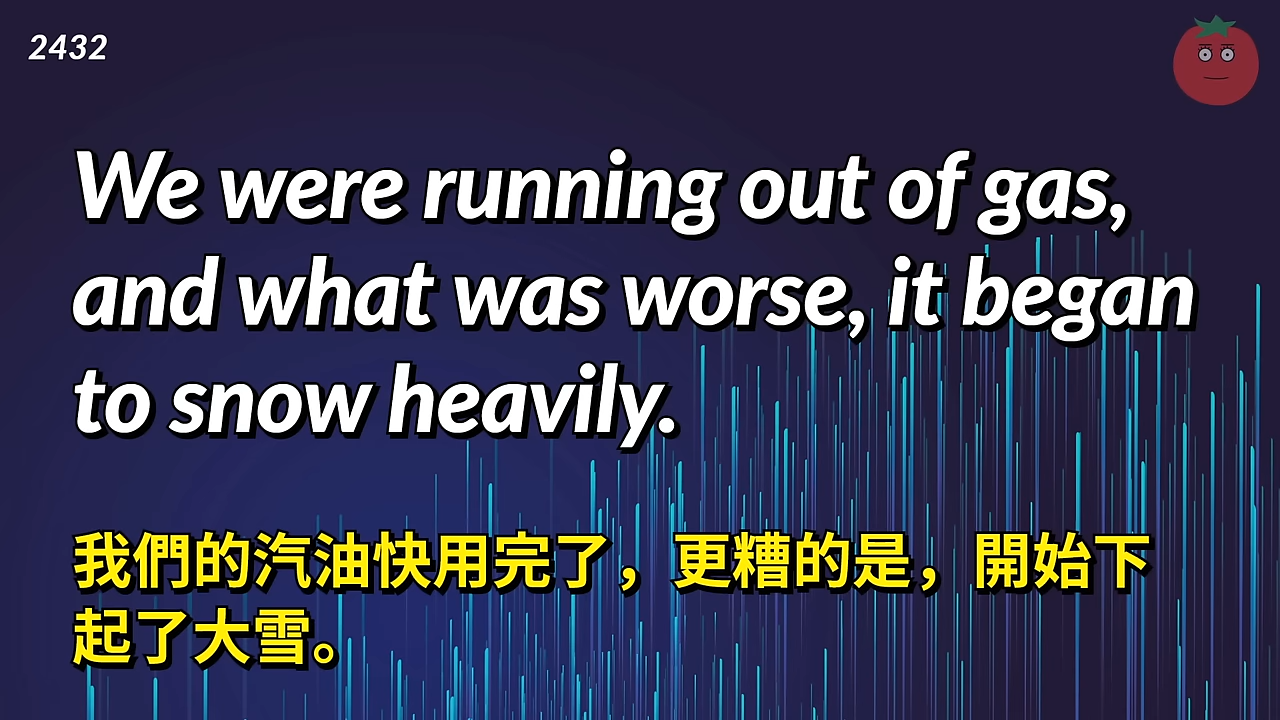 2432
We were running out of gas,
and what was worse, it began
to snow heavily.
我們的汽油快用完了，更糟的是，開始下
起了大雪。